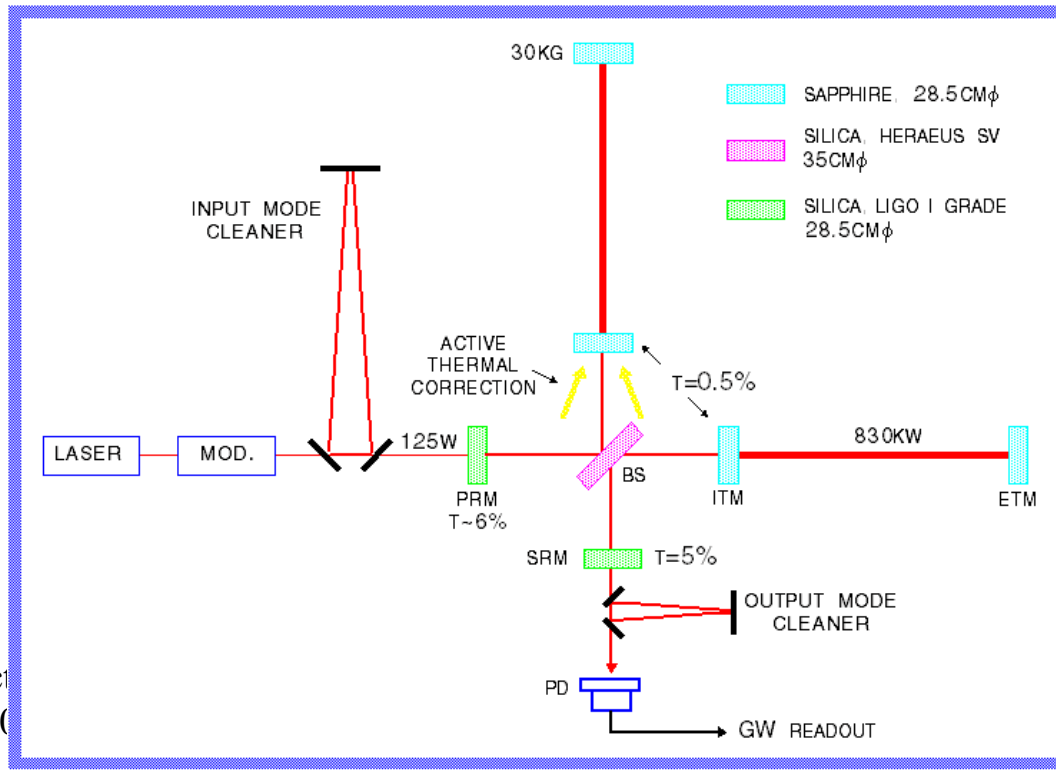 30KG
SAPPHIRE, 28.5CMϕ
SILICA, HERAEUS SV
35CMϕ
SILICA, LIGO I GRADE
28.5CMϕ
INPUT MODE
CLEANER
ACTIVE
THERMAL
CORRECTION
T=0.5%
LASER
MOD.
125W
830KW
BS
PRM
T~6%
ITM
ETM
SRM
T=5%
OUTPUT MODE
CLEANER
PD
GW READOUT
(